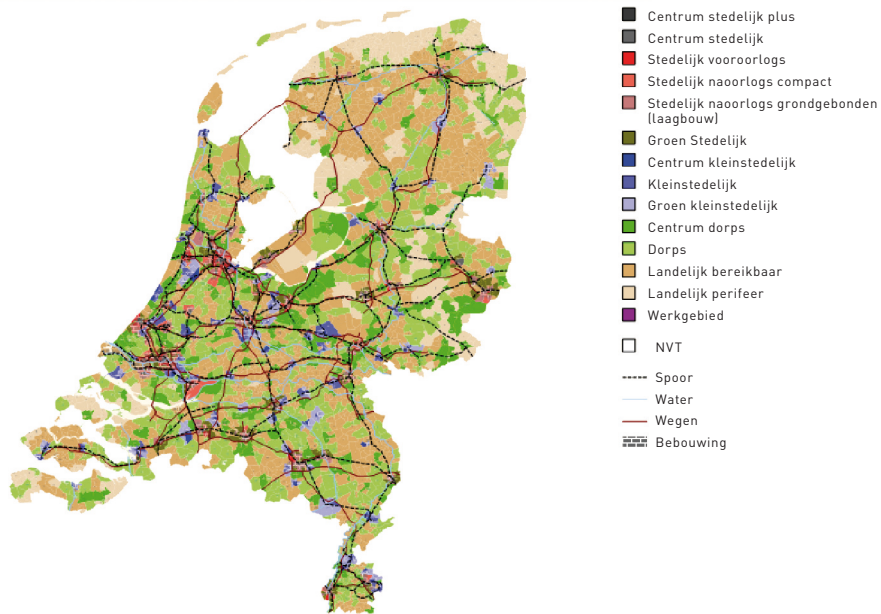 Centrum stedelijk plus
Centrum stedelijk
Stedelijk vooroorlogs
Stedelijk naoorlogs compact
Stedelijk naoorlogs grondgebonden
(laagbouw)
Groen Stedelijk
Centrum kleinstedelijk
Kleinstedelijk
Groen kleinstedelijk
Centrum dorps
Dorps
Landelijk bereikbaar
Landelijk perifeer
Werkgebied
NVT
Spoor
Water
Wegen
Bebouwing